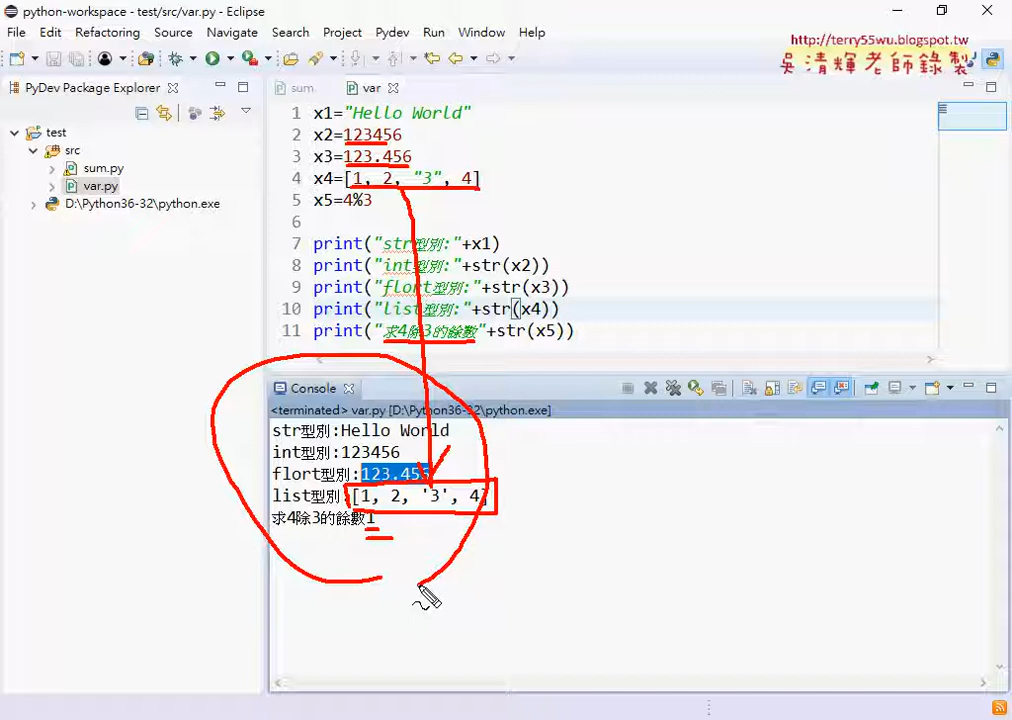 python-workspace - test/src/var.py - Eclipse
File Edit Refactoring Source Navigate Search Project Pydev Run Window Help
http://terry55wu.blogspot.tw
吳清輝老師錄製
PyDev Package Explorer
sum
var
test
src
sum.py
var.py
D:\Python36-32\python.exe
1 x1="Hello World"
2 x2=123456
3 x3=123.456
4 x4=[1, 2, "3", 4]
5 x5=4%3
6
7 print("str型別:"+x1)
8 print("int型別:"+str(x2))
9 print("flort型別:"+str(x3))
10 print("list型別:"+str(x4))
11 print("求4除3的餘數"+str(x5))
Console
<terminated> var.py [D:\Python36-32\python.exe]
str型別:Hello World
int型別:123456
flort型別:123.456
list型別:[1, 2, '3', 4]
求4除3的餘數1